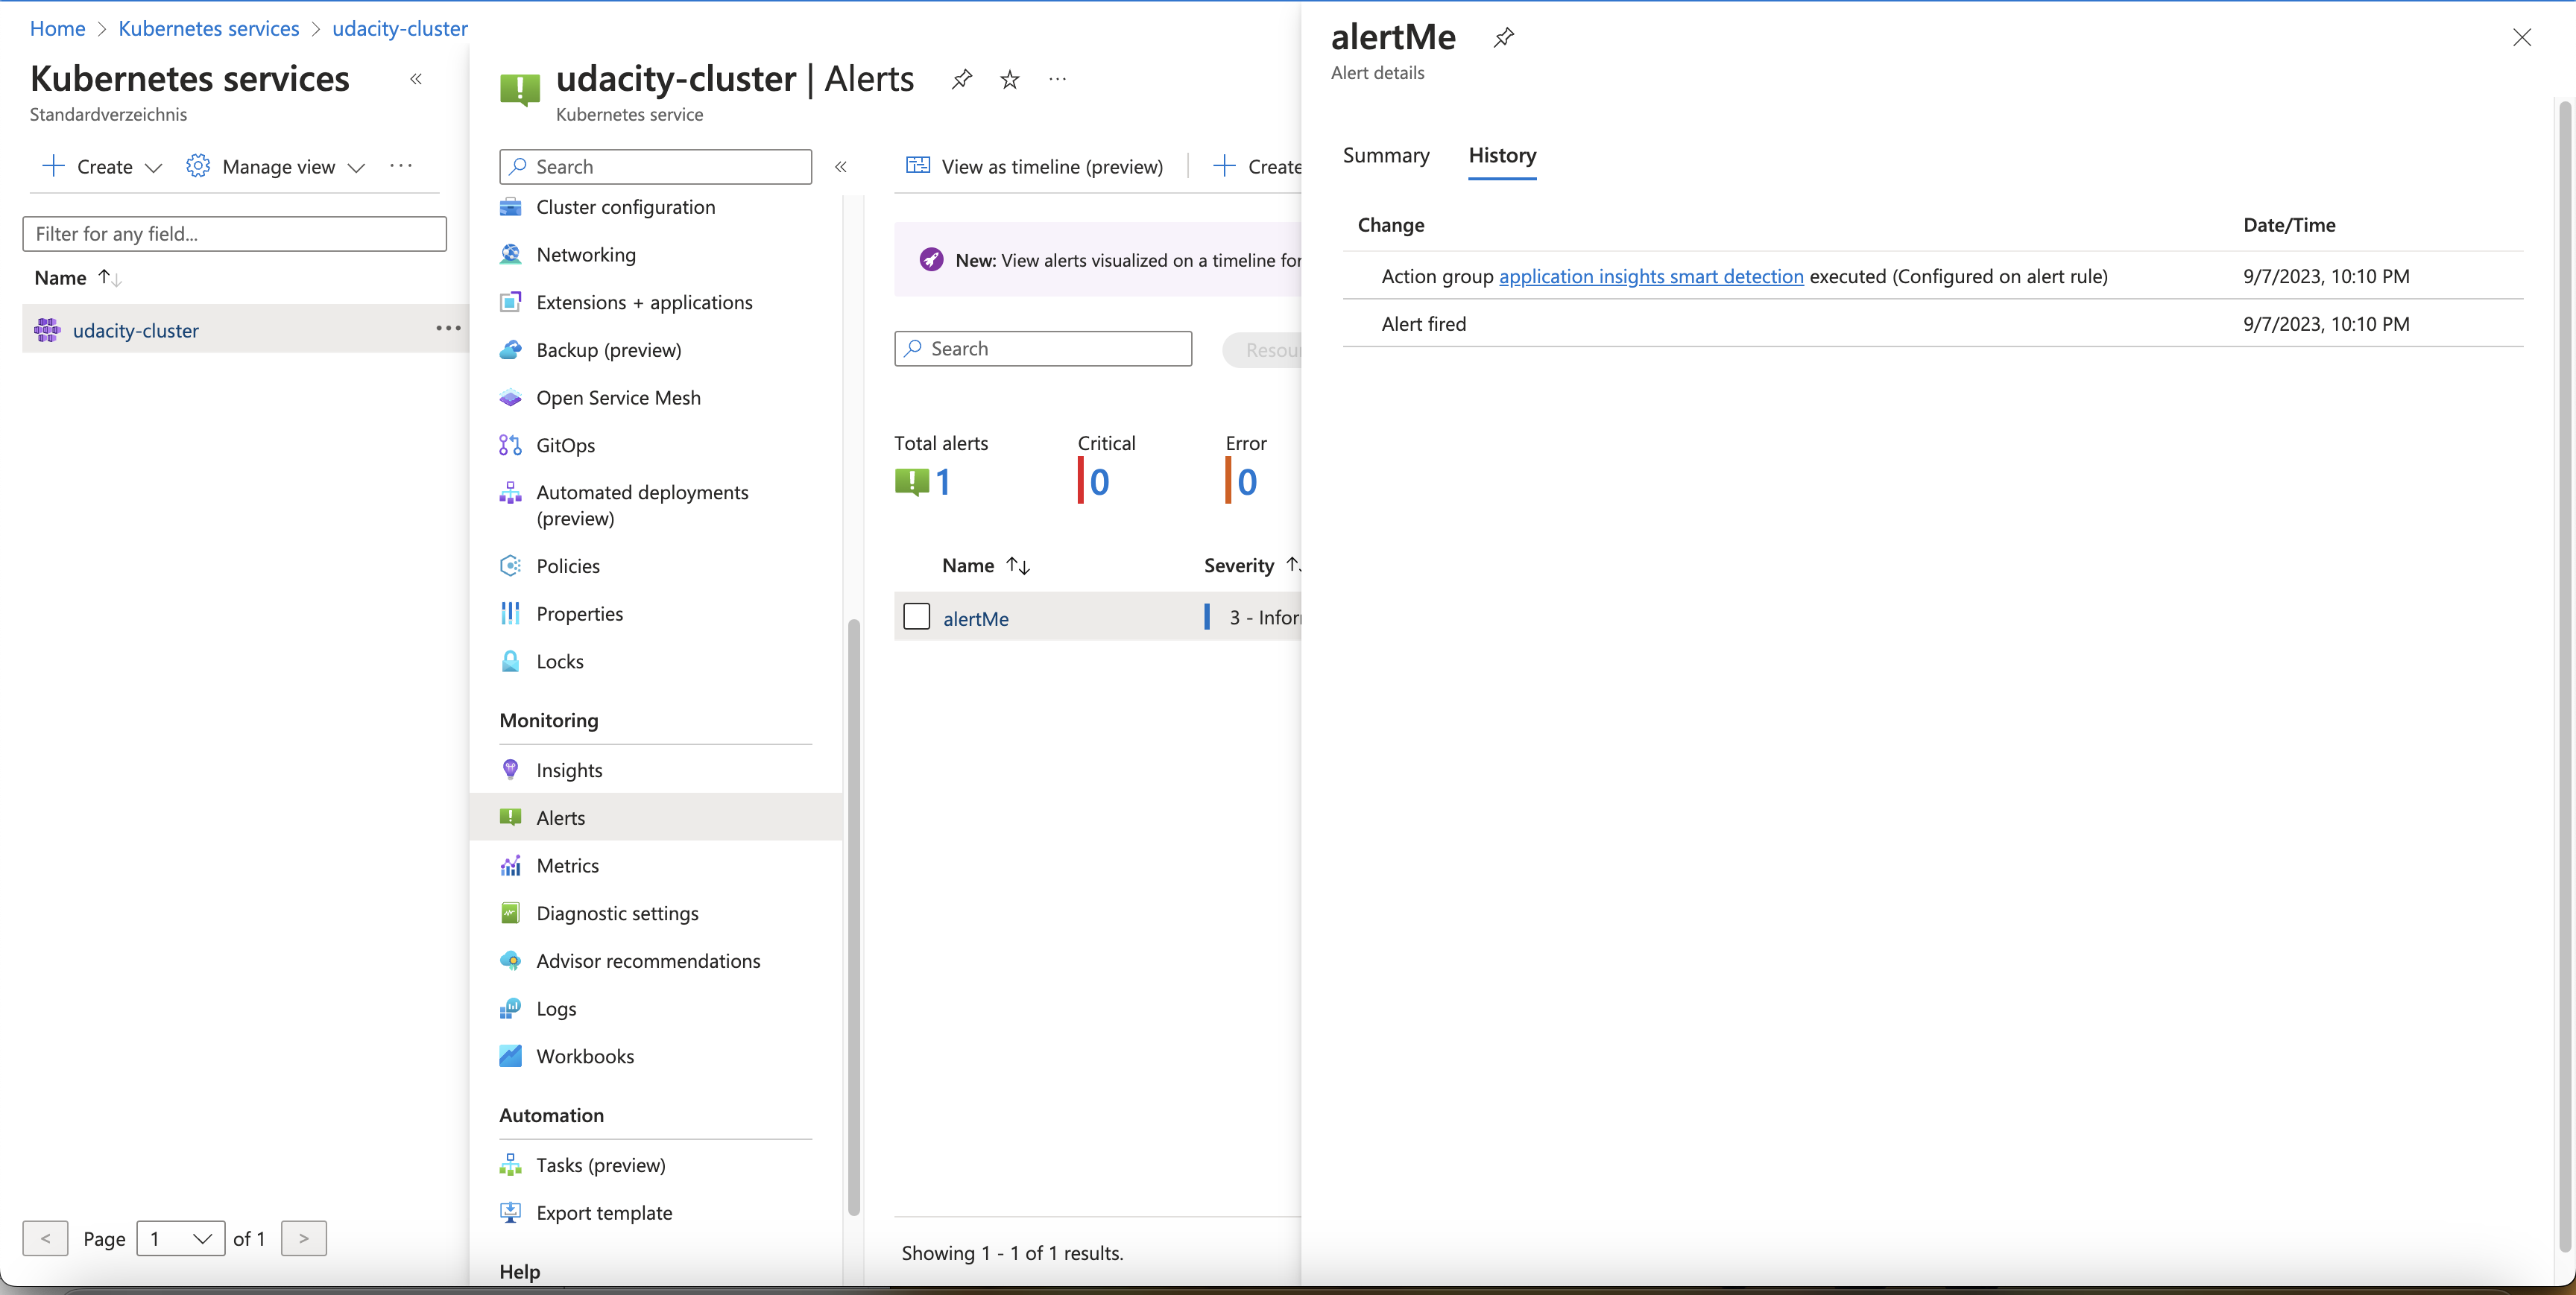 Home > Kubernetes services > udacity-cluster
Kubernetes services
Standardverzeichnis
Create
Manage view
Filter for any field...
Name
udacity-cluster
< Page 1 of 1 >
udacity-cluster | Alerts
Kubernetes service
Search
Cluster configuration
Networking
Extensions + applications
Backup (preview)
Open Service Mesh
GitOps
Automated deployments
(preview)
Policies
Properties
Locks
Monitoring
Insights
Alerts
Metrics
Diagnostic settings
Advisor recommendations
Logs
Workbooks
Automation
Tasks (preview)
Export template
Help
View as timeline (preview)
Create
New: View alerts visualized on a timeline for
Search
Resou
Total alerts Critical Error
1 0 0
Name Severity
alertMe 3 - Infor
Showing 1 - 1 of 1 results.
alertMe
Alert details
Summary History
Change Date/Time
Action group application insights smart detection executed (Configured on alert rule) 9/7/2023, 10:10 PM
Alert fired 9/7/2023, 10:10 PM